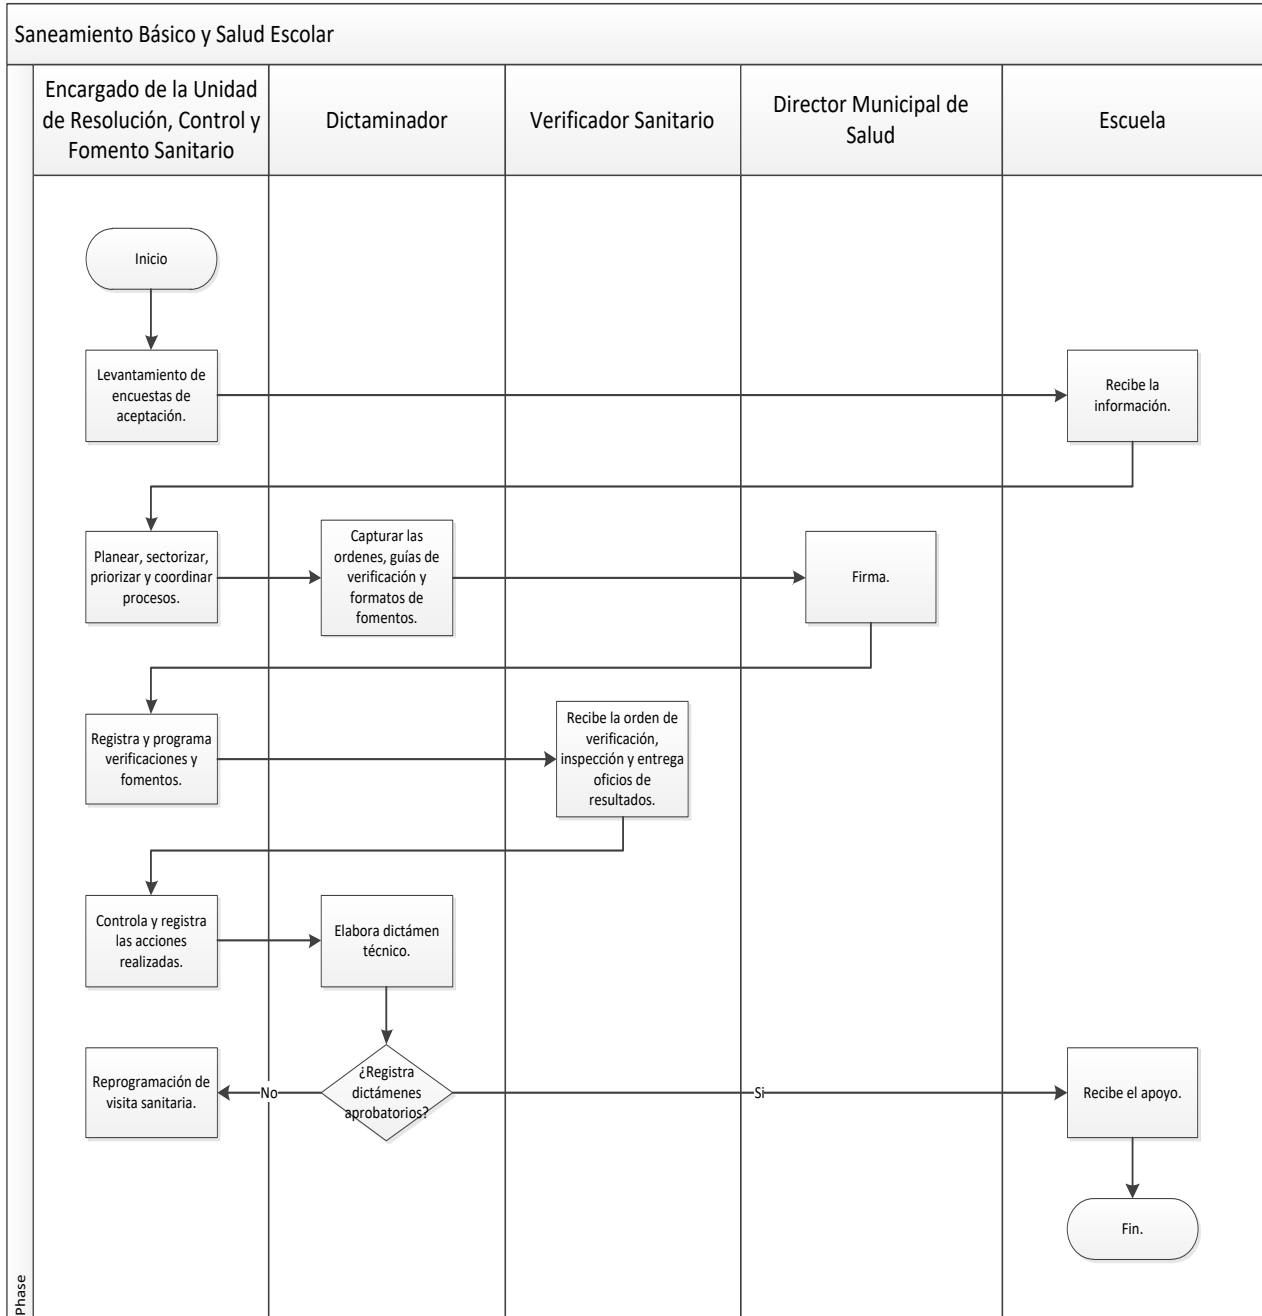 Saneamiento Básico y Salud Escolar
Encargado de la Unidad
de Resolución, Control y
Fomento Sanitario
Dictaminador
Verificador Sanitario
Director Municipal de
Salud
Escuela
Inicio
Levantamiento de
encuestas de
aceptación.
Recibe la
información.
Planear, sectorizar,
priorizar y coordinar
procesos.
Capturar las
ordenes, guías de
verificación y
formatos de
fomentos.
Firma.
Registra y programa
verificaciones y
fomentos.
Recibe la orden de
verificación,
inspección y entrega
oficios de
resultados.
Controla y registra
las acciones
realizadas.
Elabora dictámen
técnico.
¿Registra
dictámenes
aprobatorios?
No
Reprogramación de
visita sanitaria.
Si
Recibe el apoyo.
Fin.
Phase